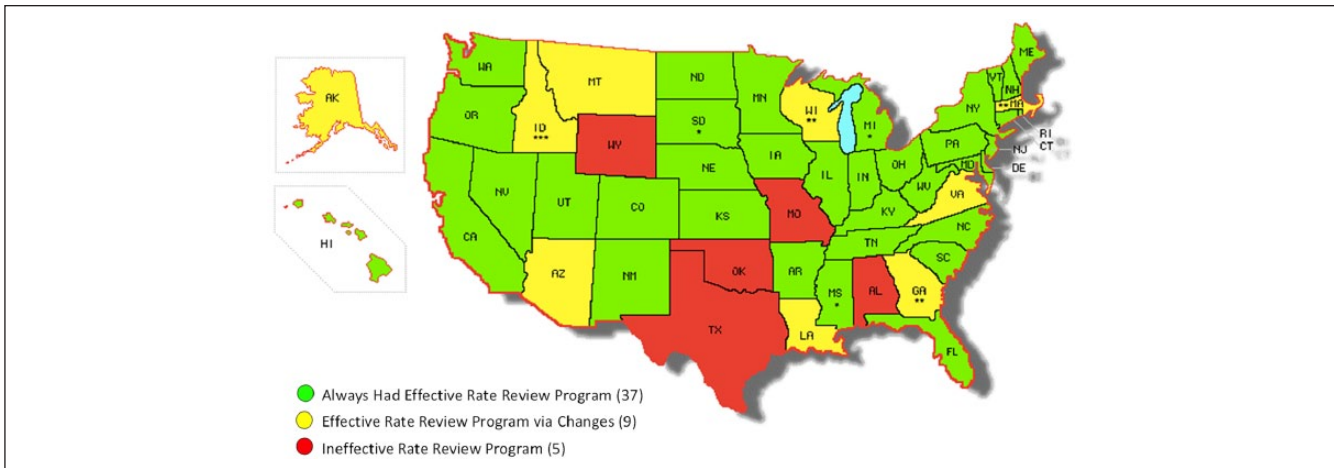 ME
WA
VT
NH
MT
ND
MN
AK
OR
ID
***
SD
*
WI
**
MI
*
NY
**
MA
WY
RI
CT
IA
PA
NJ
NE
OH
MD
DE
NV
IL
IN
WV
VA
UT
CO
HI
CA
KS
MO
KY
NC
TN
AZ
NM
OK
AR
SC
MS
*
AL
GA
**
TX
LA
FL
Always Had Effective Rate Review Program (37)
Effective Rate Review Program via Changes (9)
Ineffective Rate Review Program (5)